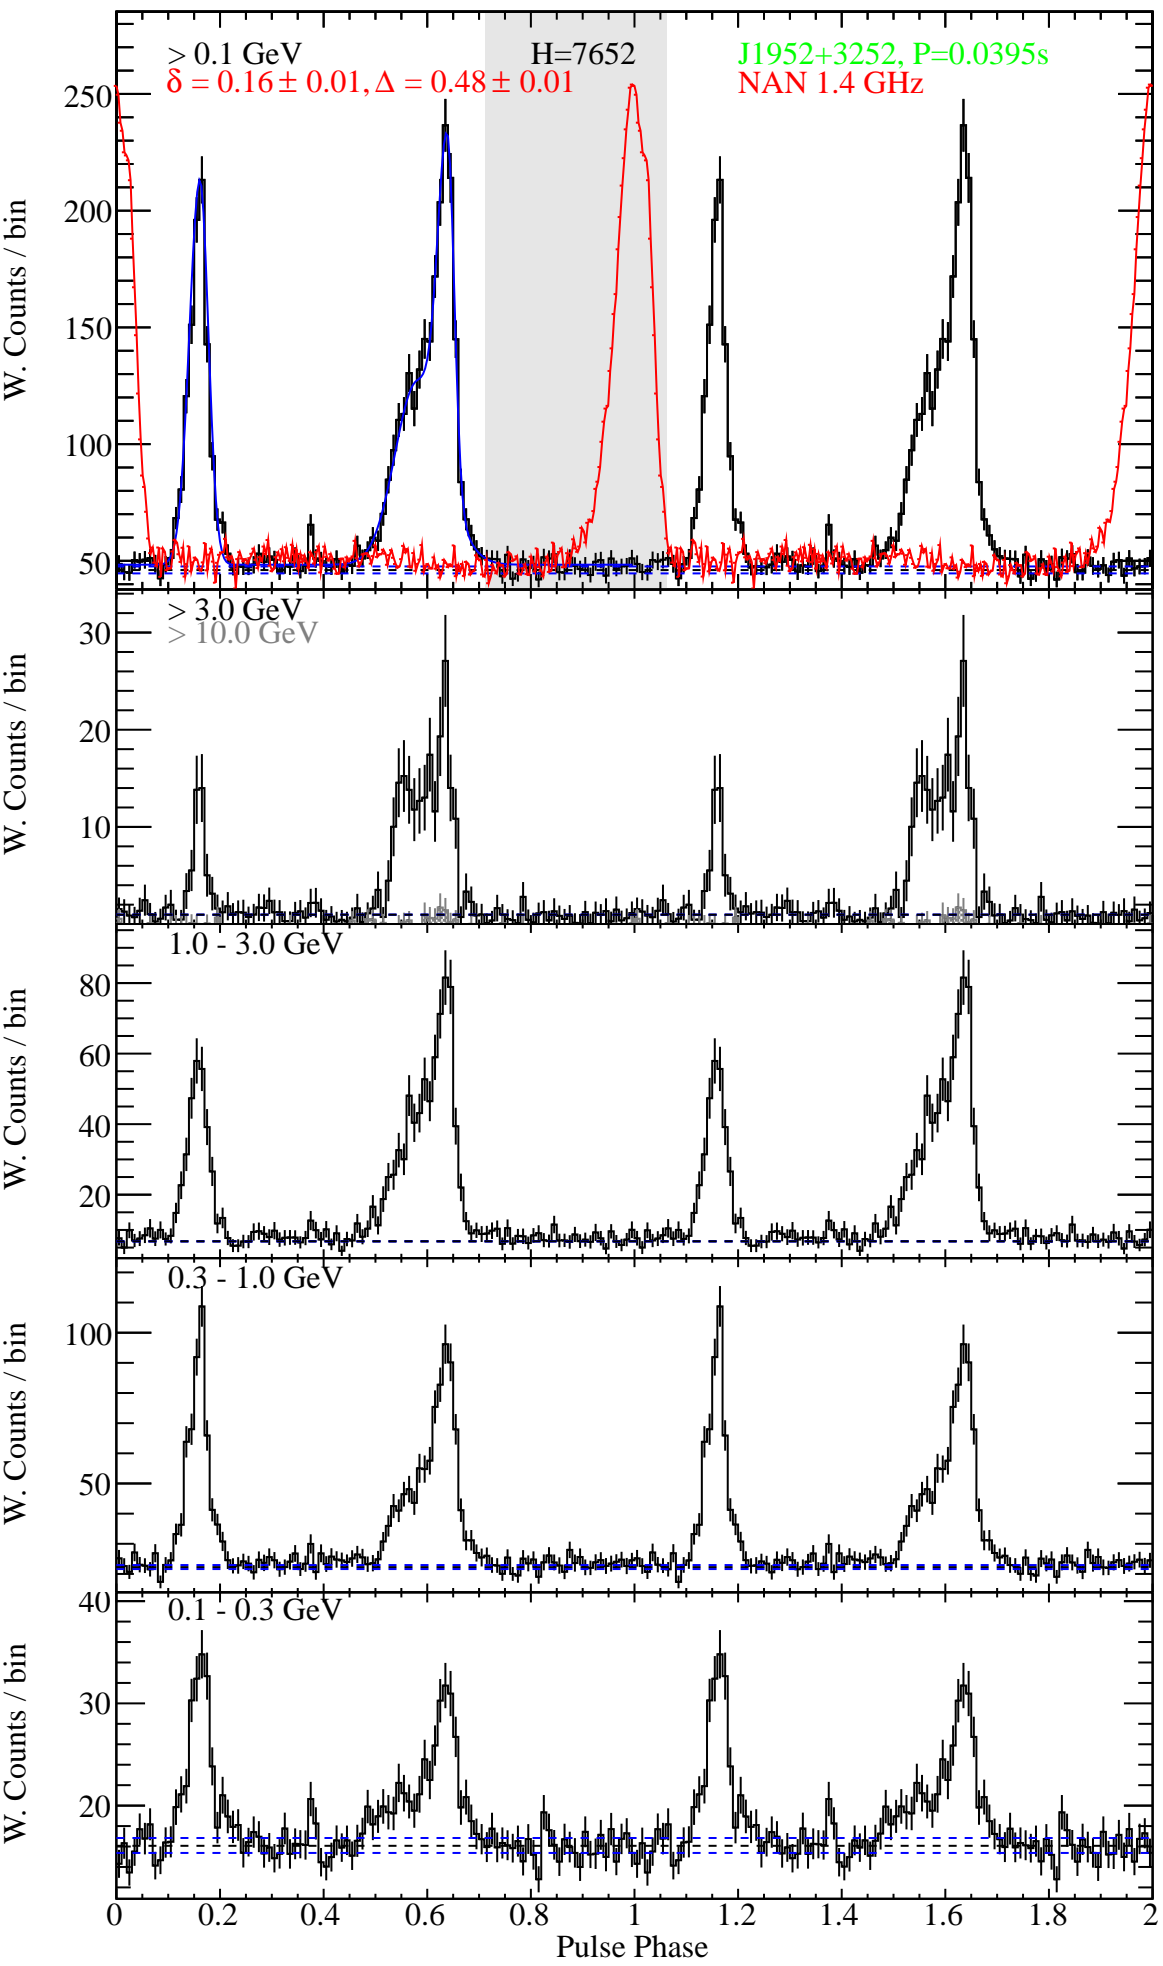 > 0.1 GeV H=7652 J1952+3252, P=0.0395s
δ = 0.16 ± 0.01, Δ = 0.48 ± 0.01 NAN 1.4 GHz
250
200
150
100
50
W. Counts / bin
> 3.0 GeV
> 10.0 GeV
30
20
10
W. Counts / bin
1.0 - 3.0 GeV
80
60
40
20
W. Counts / bin
0.3 - 1.0 GeV
100
50
W. Counts / bin
0.1 - 0.3 GeV
40
30
20
W. Counts / bin
0 0.2 0.4 0.6 0.8 1 1.2 1.4 1.6 1.8 2
Pulse Phase